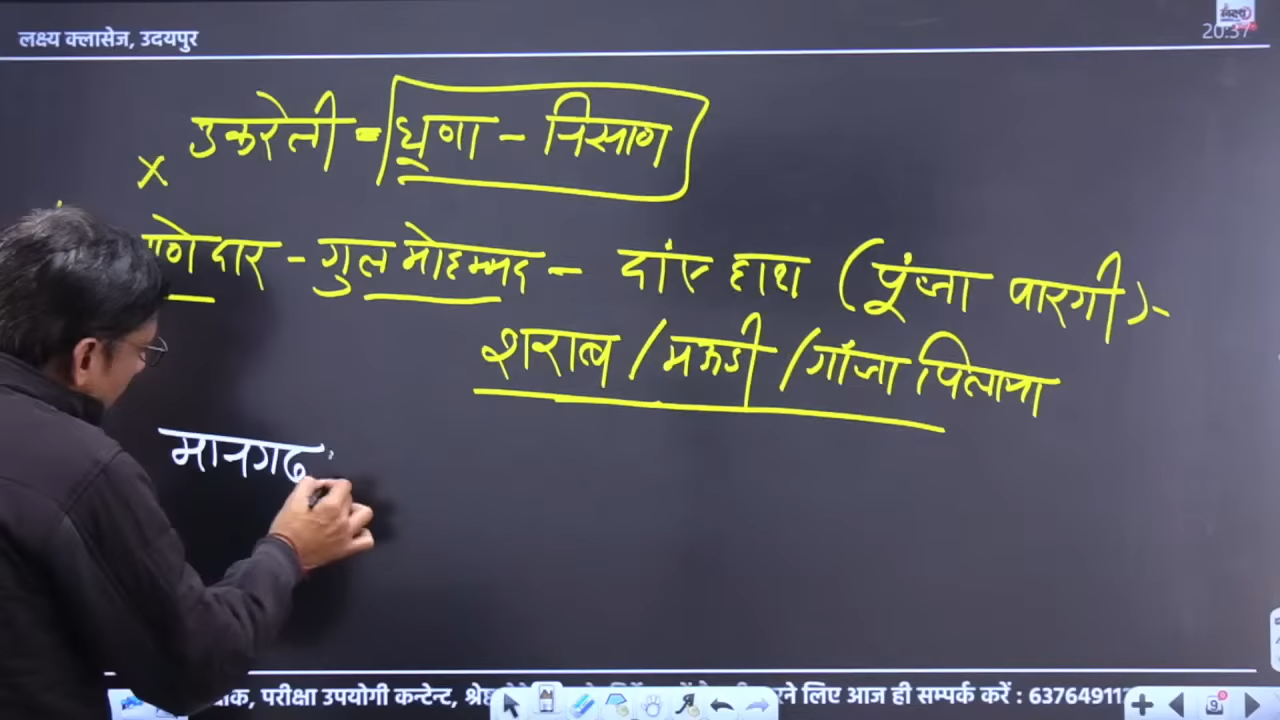 लक्ष्य क्लासेज, उदयपुर
20:37
x उकरेली = धूणा - निसाण
णेदार - गुल मोहम्मद - दांए हाथ (पूंजा पारगी) -
शराब / मऊडी / गाँजा पिलाया
मानगढ
परीक्षा उपयोगी कन्टेन्ट, रने लिए आज ही सम्पर्क करें : 63764911